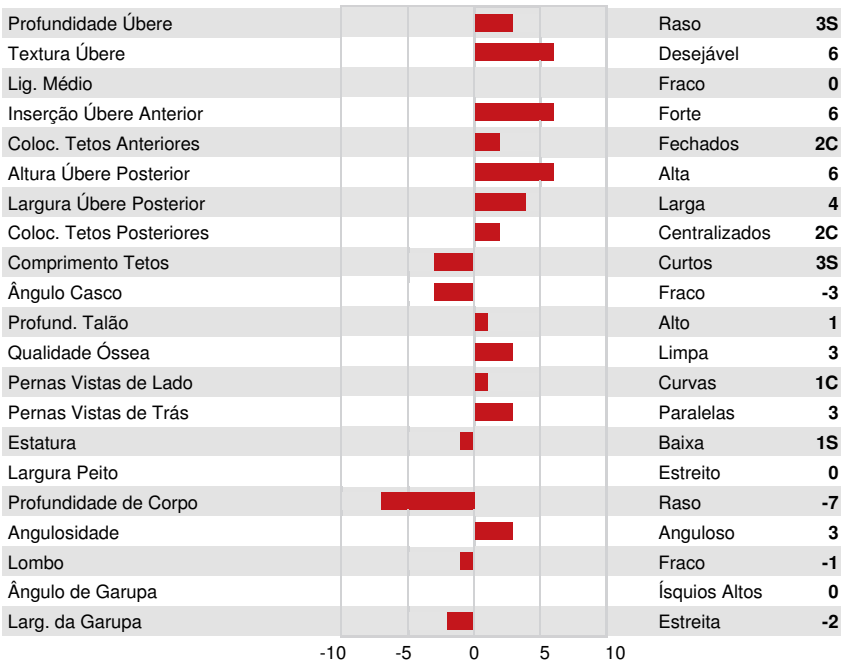 Profundidade Úbere Raso 3S
Textura Úbere Desejável 6
Lig. Médio Fraco 0
Inserção Úbere Anterior Forte 6
Coloc. Tetos Anteriores Fechados 2C
Altura Úbere Posterior Alta 6
Largura Úbere Posterior Larga 4
Coloc. Tetos Posteriores Centralizados 2C
Comprimento Tetos Curtos 3S
Ângulo Casco Fraco -3
Profund. Talão Alto 1
Qualidade Óssea Limpa 3
Pernas Vistas de Lado Curvas 1C
Pernas Vistas de Trás Paralelas 3
Estatura Baixa 1S
Largura Peito Estreito 0
Profundidade de Corpo Raso -7
Angulosidade Anguloso 3
Lombo Fraco -1
Ângulo de Garupa Ísquios Altos 0
Larg. da Garupa Estreita -2
-10 -5 0 5 10